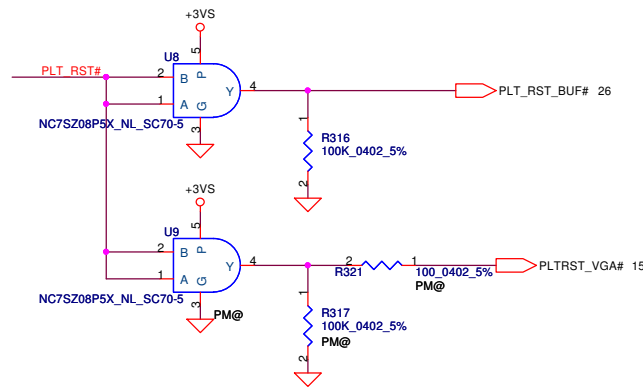 +3VS
U8
PLT_RST#
2 B P 5
Y 4
1 A G
3
NC7SZ08P5X_NL_SC70-5
PLT_RST_BUF# 26
1
R316
100K_0402_5%
2
+3VS
U9
2 B P 5
Y 4
1 A G
3
NC7SZ08P5X_NL_SC70-5
PM@
2 R321 1
100_0402_5%
PM@
PLTRST_VGA# 15
1
R317
100K_0402_5%
PM@
2